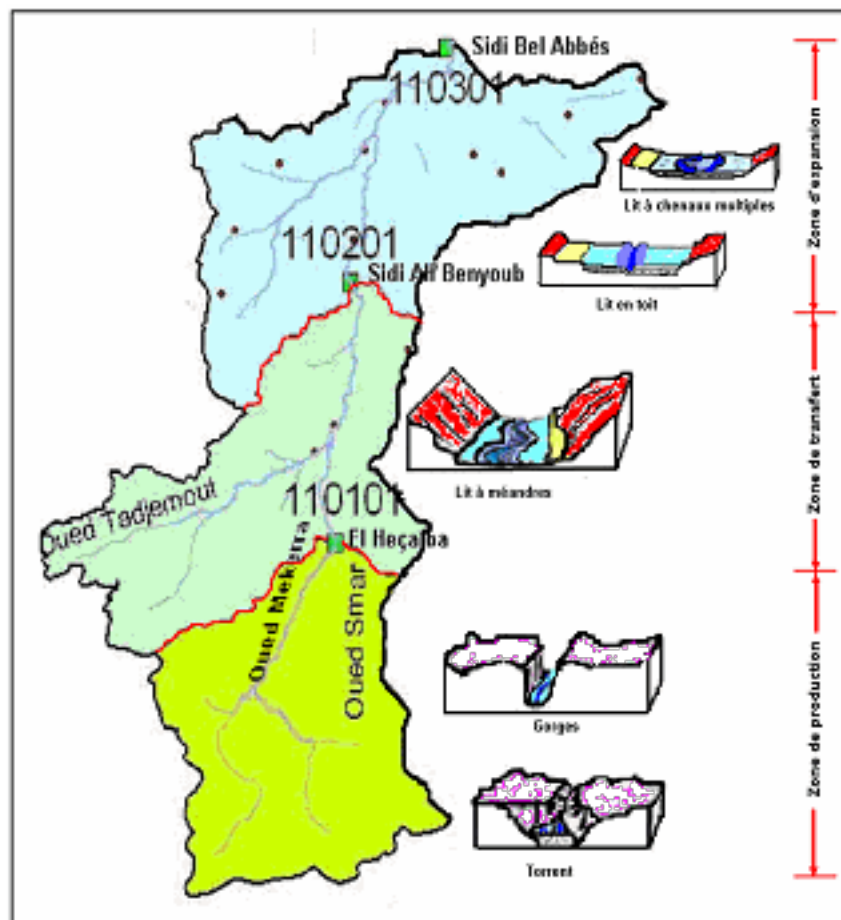 Sidi Bel Abbés
110301
Lit à chenaux multiples
Zone d'expansion
110201
Sidi Ali Benyoub
Lit en toit
Lit à méandres
Zone de transfert
Oued Tadjemout
110101
El Heçaiba
Oued Mekerra
Oued Smar
Gorges
Zone de production
Torrent